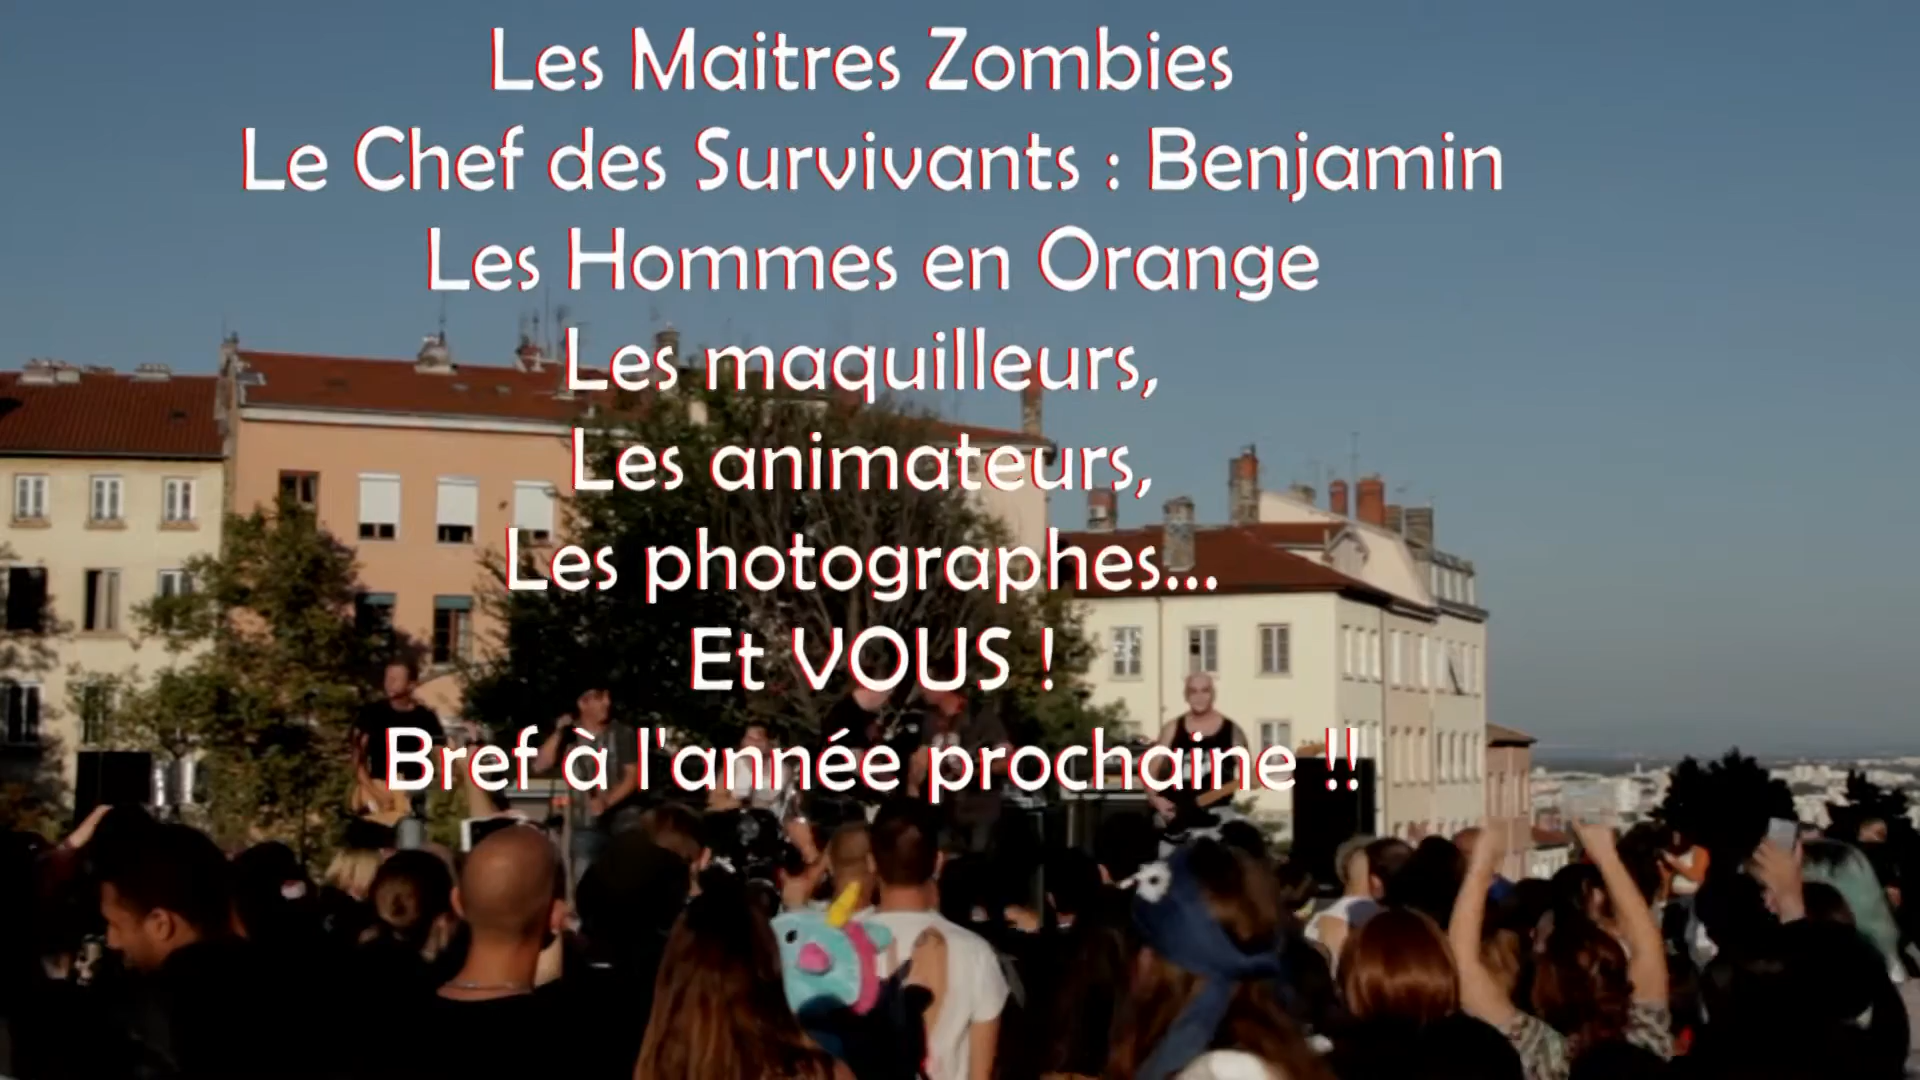 Les Maitres Zombies
Le Chef des Survivants : Benjamin
Les Hommes en Orange
Les maquilleurs,
Les animateurs,
Les photographes...
Et VOUS !
Bref à l'année prochaine !!